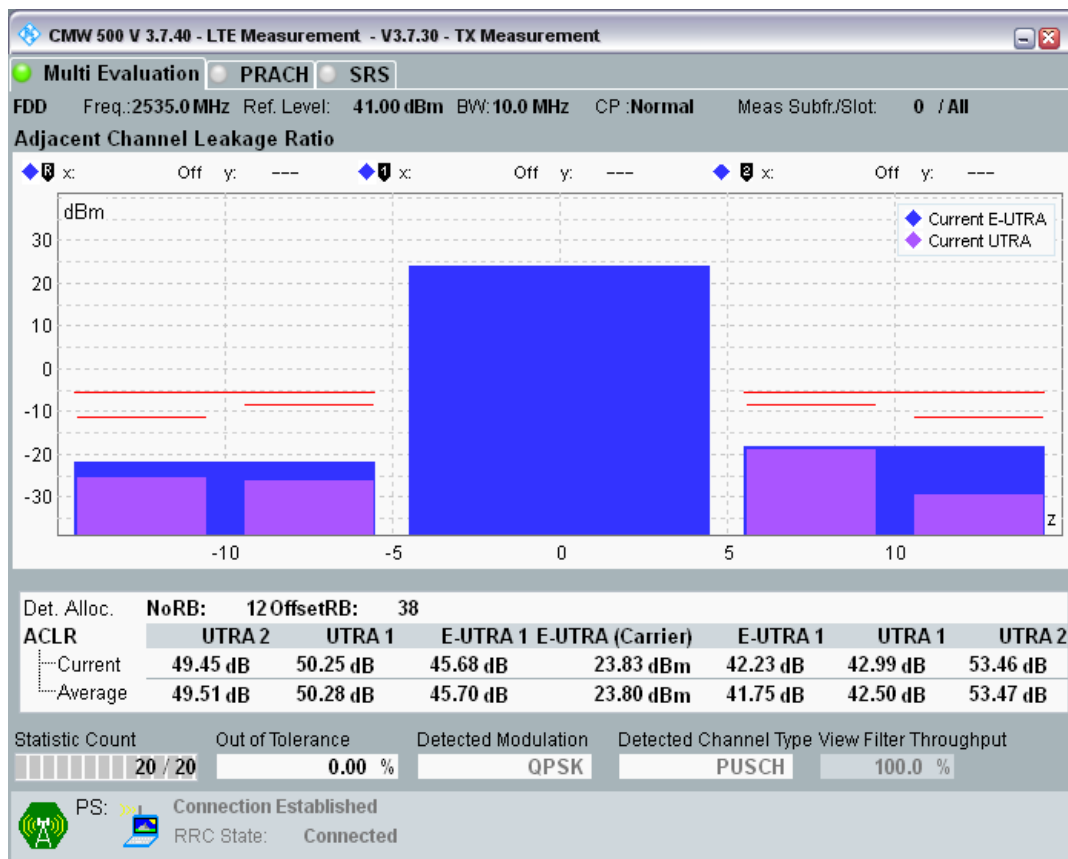 CMW 500 V 3.7.40 - LTE Measurement - V3.7.30 - TX Measurement
Multi Evaluation PRACH SRS
FDD Freq.:2535.0 MHz Ref. Level: 41.00 dBm BW: 10.0 MHz CP :Normal Meas Subfr./Slot: 0 / All
Adjacent Channel Leakage Ratio
R x: Off y: --- 1 x: Off y: --- 2 x: Off y: ---
dBm
Current E-UTRA
Current UTRA
30
20
10
0
-10
-20
-30
z
-10 -5 0 5 10
Det. Alloc. NoRB: 12 OffsetRB: 38
ACLR UTRA 2 UTRA 1 E-UTRA 1 E-UTRA (Carrier) E-UTRA 1 UTRA 1 UTRA 2
Current 49.45 dB 50.25 dB 45.68 dB 23.83 dBm 42.23 dB 42.99 dB 53.46 dB
Average 49.51 dB 50.28 dB 45.70 dB 23.80 dBm 41.75 dB 42.50 dB 53.47 dB
Statistic Count Out of Tolerance Detected Modulation Detected Channel Type View Filter Throughput
20 / 20 0.00 % QPSK PUSCH 100.0 %
PS: Connection Established
RRC State: Connected